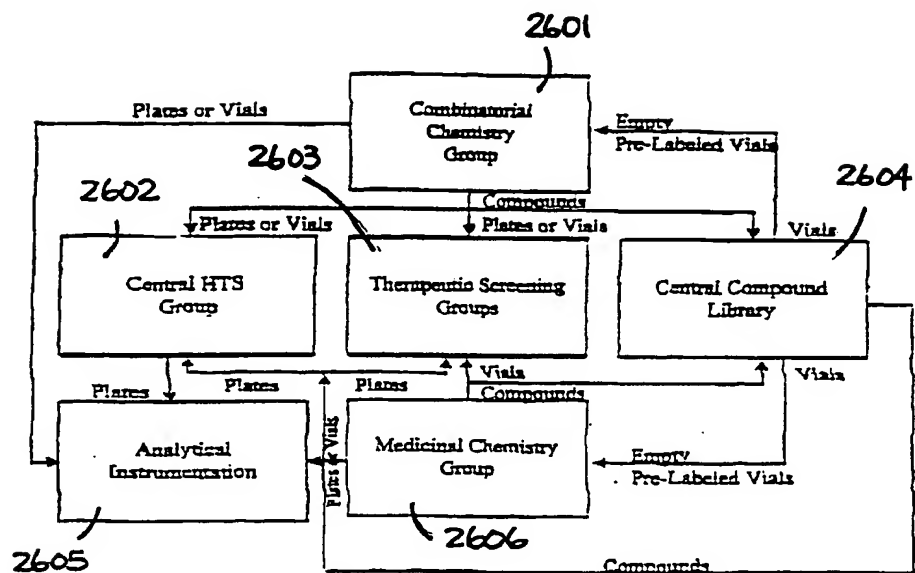 2601
Plates or Vials
Combinatorial
Chemistry
Group
Empty
Pre-Labeled Vials
2603
2602
2604
Compounds
Plates or Vials
Plates or Vials
Vials
Central HTS
Group
Therapeutic Screening
Groups
Central Compound
Library
Plates
Plates
Plates
Vials
Compounds
Vials
Analytical
Instrumentation
Plates or Vials
Medicinal Chemistry
Group
Empty
Pre-Labeled Vials
2605
2606
Compounds